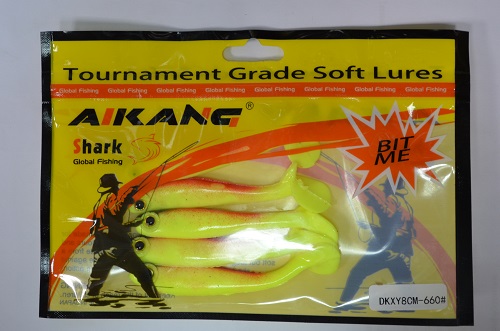 Tournament Grade Soft Lures
Global Fishing Global Fishing Global Fishing Global Fishing Global Fishing Global Fishing Global Fishing Global Fishing
AIKANG®
Shark
Global Fishing
BIT
ME
DKXY8CM-660#